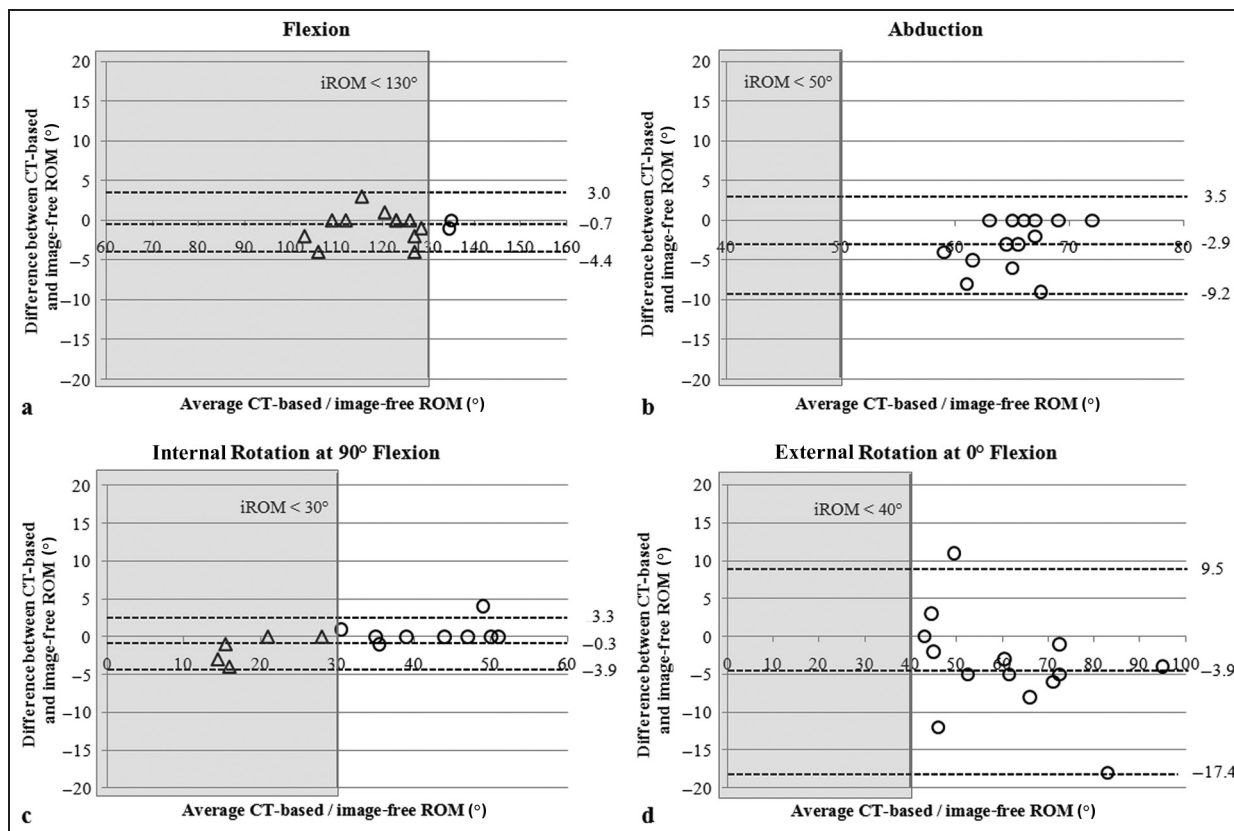 Flexion
20
15
10
5
0
−5
−10
−15
−20
iROM < 130°
60 70 80 90 100 110 120 130 140 150 160
3.0
−0.7
−4.4
Difference between CT-based
and image-free ROM (°)
Average CT-based / image-free ROM (°)
a
Abduction
20
15
10
5
0
−5
−10
−15
−20
iROM < 50°
40 50 60 70 80
3.5
-2.9
-9.2
Difference between CT-based
and image-free ROM (°)
Average CT-based / image-free ROM (°)
b
Internal Rotation at 90° Flexion
20
15
10
5
0
−5
−10
−15
−20
iROM < 30°
0 10 20 30 40 50 60
3.3
−0.3
−3.9
Difference between CT-based
and image-free ROM (°)
Average CT-based / image-free ROM (°)
c
External Rotation at 0° Flexion
20
15
10
5
0
−5
−10
−15
−20
iROM < 40°
0 10 20 30 40 50 60 70 80 90 100
9.5
−3.9
−17.4
Difference between CT-based
and image-free ROM (°)
Average CT-based / image-free ROM (°)
d